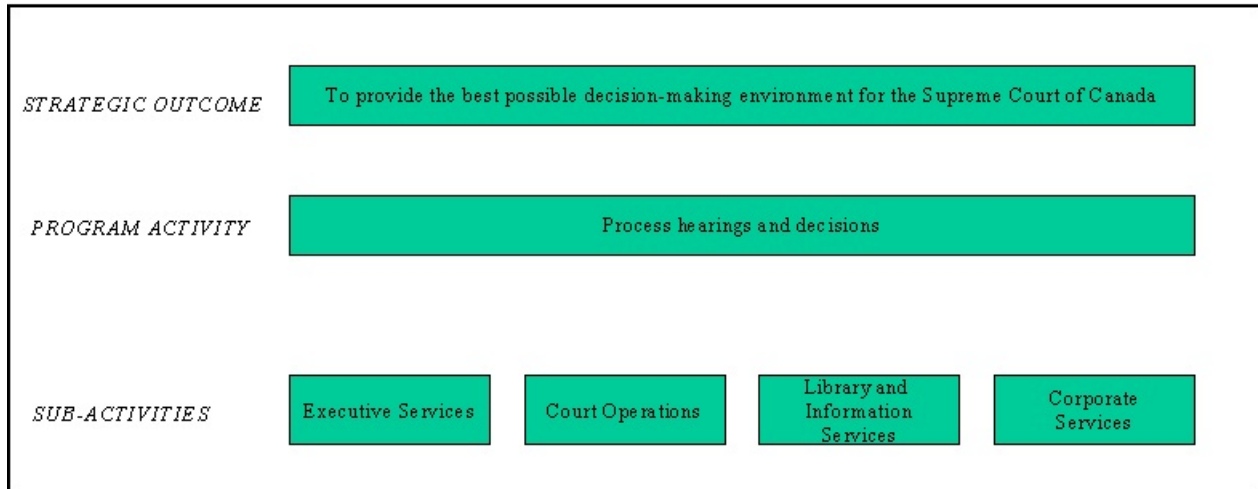 STRATEGIC OUTCOME
To provide the best possible decision-making environment for the Supreme Court of Canada
PROGRAM ACTIVITY
Process hearings and decisions
SUB-ACTIVITIES
Executive Services
Court Operations
Library and
Information
Services
Corporate
Services